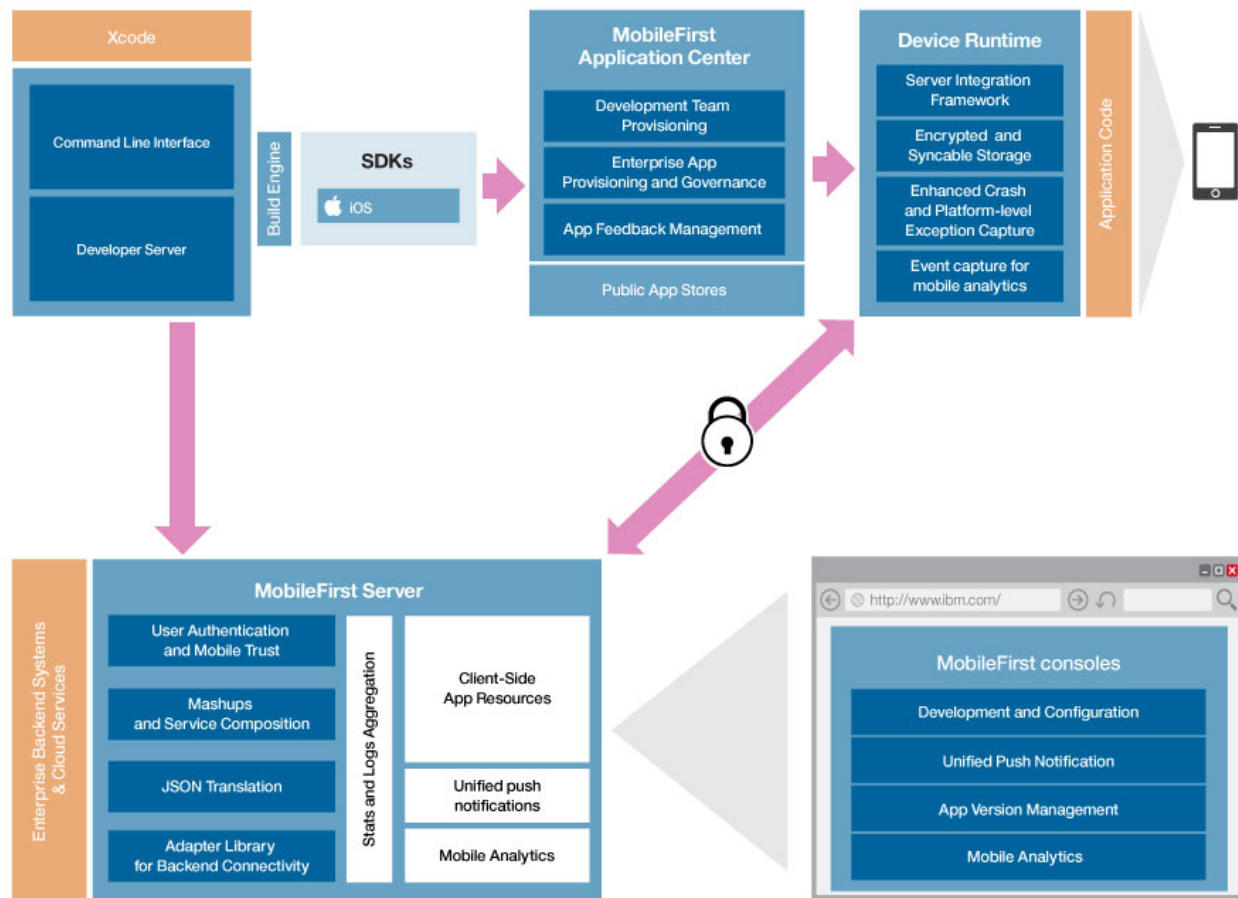 Xcode
Command Line Interface
Developer Server
Build Engine
SDKs
iOS
MobileFirst
Application Center
Development Team
Provisioning
Enterprise App
Provisioning and Governance
App Feedback Management
Public App Stores
Device Runtime
Server Integration
Framework
Encrypted and
Syncable Storage
Enhanced Crash
and Platform-level
Exception Capture
Event capture for
mobile analytics
Application Code
Enterprise Backend Systems
& Cloud Services
MobileFirst Server
User Authentication
and Mobile Trust
Mashups
and Service Composition
JSON Translation
Adapter Library
for Backend Connectivity
Stats and Logs Aggregation
Client-Side
App Resources
Unified push
notifications
Mobile Analytics
http://www.ibm.com/
MobileFirst consoles
Development and Configuration
Unified Push Notification
App Version Management
Mobile Analytics